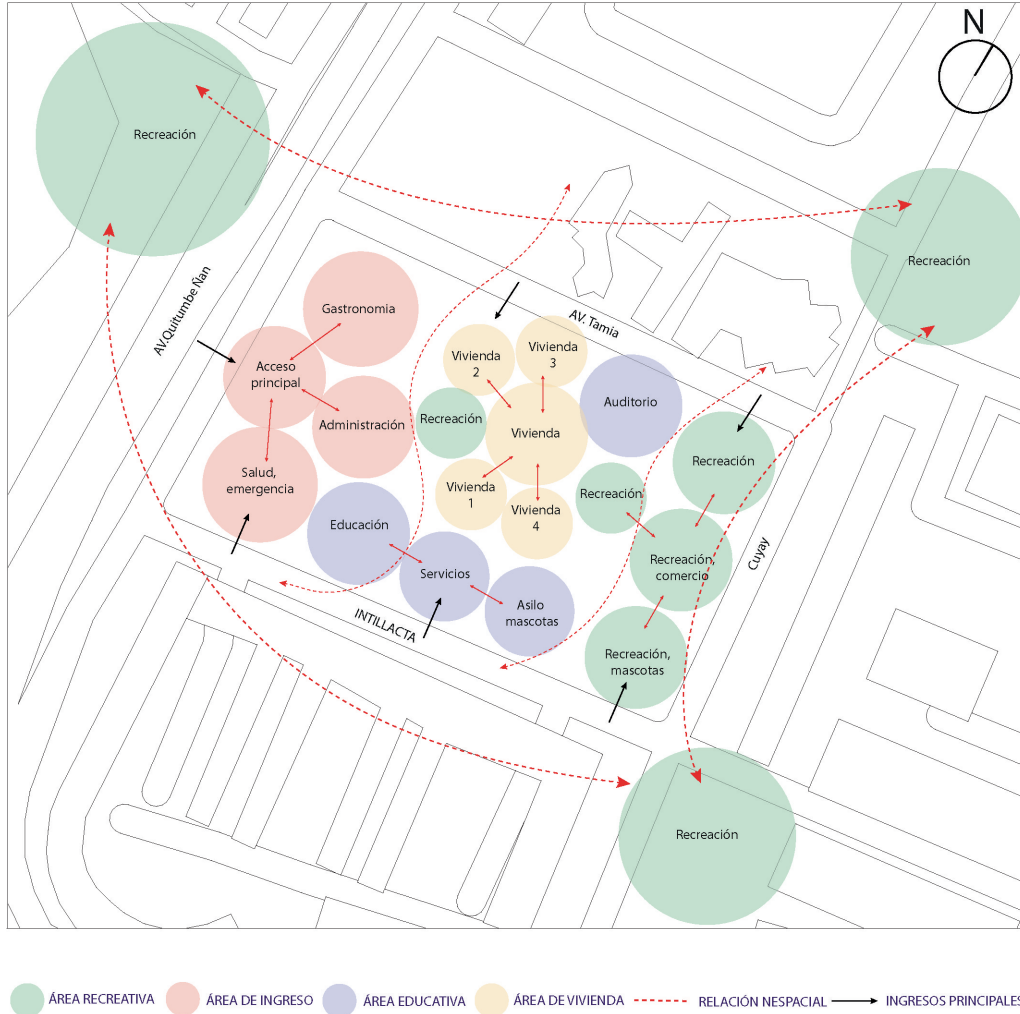 N
Recreación
Recreación
AV.Quitumbe Ñan
Gastronomia
AV. Tamia
Vivienda
2
Vivienda
3
Acceso
principal
Auditorio
Recreación
Administración
Vivienda
Recreación
Salud,
emergencia
Vivienda
1
Recreación
Vivienda
4
Educación
Cuyay
Recreación,
comercio
Servicios
Asilo
mascotas
INTILLACTA
Recreación,
mascotas
Recreación
ÁREA RECREATIVA
ÁREA DE INGRESO
ÁREA EDUCATIVA
ÁREA DE VIVIENDA
RELACIÓN NESPACIAL
INGRESOS PRINCIPALES